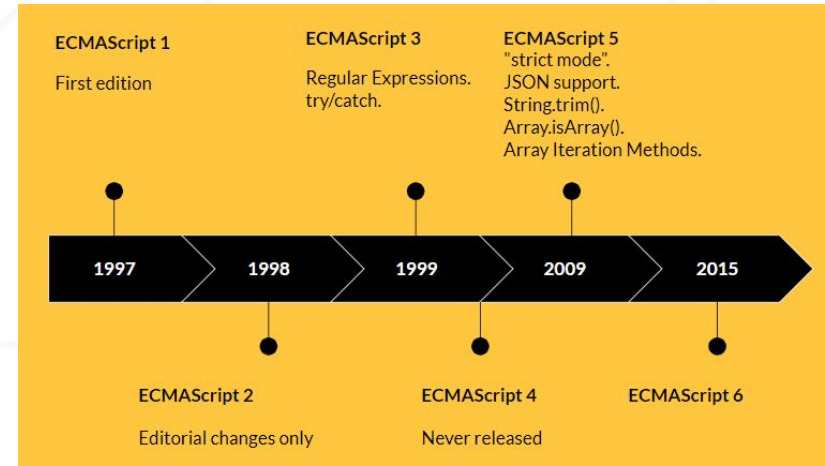 ECMAScript 1
First edition
ECMAScript 3
Regular Expressions.
try/catch.
ECMAScript 5
"strict mode".
JSON support.
String.trim().
Array.isArray().
Array Iteration Methods.
1997
1998
1999
2009
2015
ECMAScript 2
Editorial changes only
ECMAScript 4
Never released
ECMAScript 6